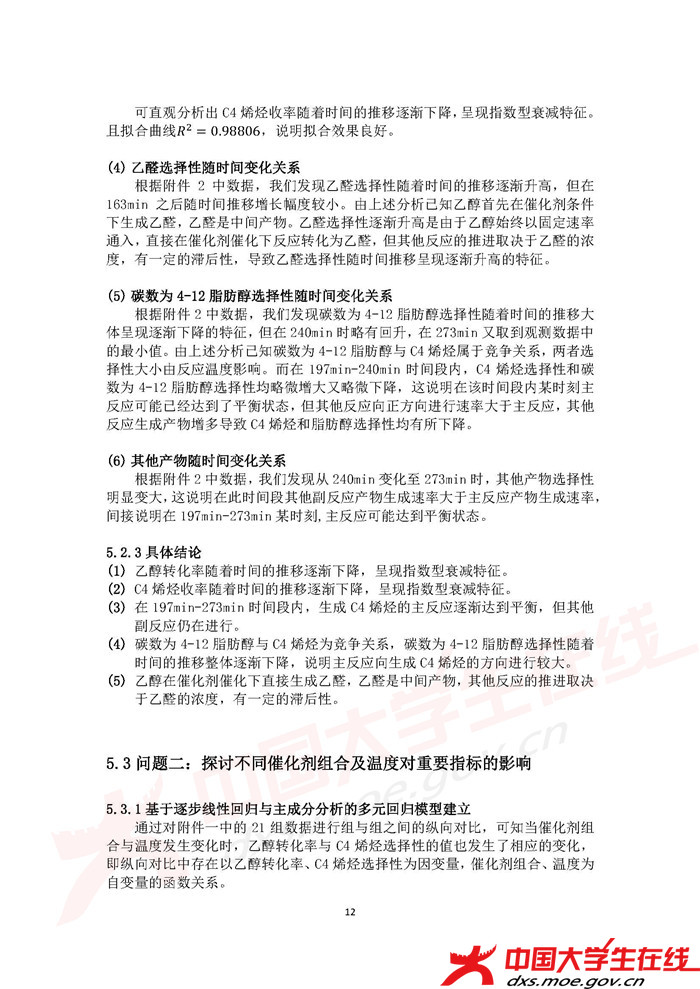 可直观分析出 C4 烯烃收率随着时间的推移逐渐下降，呈现指数型衰减特征。
且拟合曲线R² = 0.98806，说明拟合效果良好。
(4) 乙醛选择性随时间变化关系
根据附件 2 中数据，我们发现乙醛选择性随着时间的推移逐渐升高，但在
163min 之后随时间推移增长幅度较小。由上述分析已知乙醇首先在催化剂条件
下生成乙醛，乙醛是中间产物。乙醛选择性逐渐升高是由于乙醇始终以固定速率
通入，直接在催化剂催化下反应转化为乙醛，但其他反应的推进取决于乙醛的浓
度，有一定的滞后性，导致乙醛选择性随时间推移呈现逐渐升高的特征。
(5) 碳数为 4-12 脂肪醇选择性随时间变化关系
根据附件 2 中数据，我们发现碳数为 4-12 脂肪醇选择性随着时间的推移大
体呈现逐渐下降的特征，但在 240min 时略有回升，在 273min 又取到观测数据中
的最小值。由上述分析已知碳数为 4-12 脂肪醇与 C4 烯烃属于竞争关系，两者选
择性大小由反应温度影响。而在 197min-240min 时间段内，C4 烯烃选择性和碳
数为 4-12 脂肪醇选择性均略微增大又略微下降，这说明在该时间段内某时刻主
反应可能已经达到了平衡状态，但其他反应向正方向进行速率大于主反应，其他
反应生成产物增多导致 C4 烯烃和脂肪醇选择性均有所下降。
(6) 其他产物随时间变化关系
根据附件 2 中数据，我们发现从 240min 变化至 273min 时，其他产物选择性
明显变大，这说明在此时间段其他副反应产物生成速率大于主反应产物生成速率，
间接说明在 197min-273min 某时刻，主反应可能达到平衡状态。
5.2.3 具体结论
(1) 乙醇转化率随着时间的推移逐渐下降，呈现指数型衰减特征。
(2) C4 烯烃收率随着时间的推移逐渐下降，呈现指数型衰减特征。
(3) 在 197min-273min 时间段内，生成 C4 烯烃的主反应逐渐达到平衡，但其他
副反应仍在进行。
(4) 碳数为 4-12 脂肪醇与 C4 烯烃为竞争关系，碳数为 4-12 脂肪醇选择性随着
时间的推移整体逐渐下降，说明主反应向生成 C4 烯烃的方向进行较大。
(5) 乙醇在催化剂催化下直接生成乙醛，乙醛是中间产物，其他反应的推进取决
于乙醛的浓度，有一定的滞后性。
5.3 问题二：探讨不同催化剂组合及温度对重要指标的影响
5.3.1 基于逐步线性回归与主成分分析的多元回归模型建立
通过对附件一中的 21 组数据进行组与组之间的纵向对比，可知当催化剂组
合与温度发生变化时，乙醇转化率与 C4 烯烃选择性的值也发生了相应的变化，
即纵向对比中存在以乙醇转化率、C4 烯烃选择性为因变量，催化剂组合、温度为
自变量的函数关系。
12
中国大学生在线
dxs.moe.gov.cn
中国大学生在线
dxs.moe.gov.cn